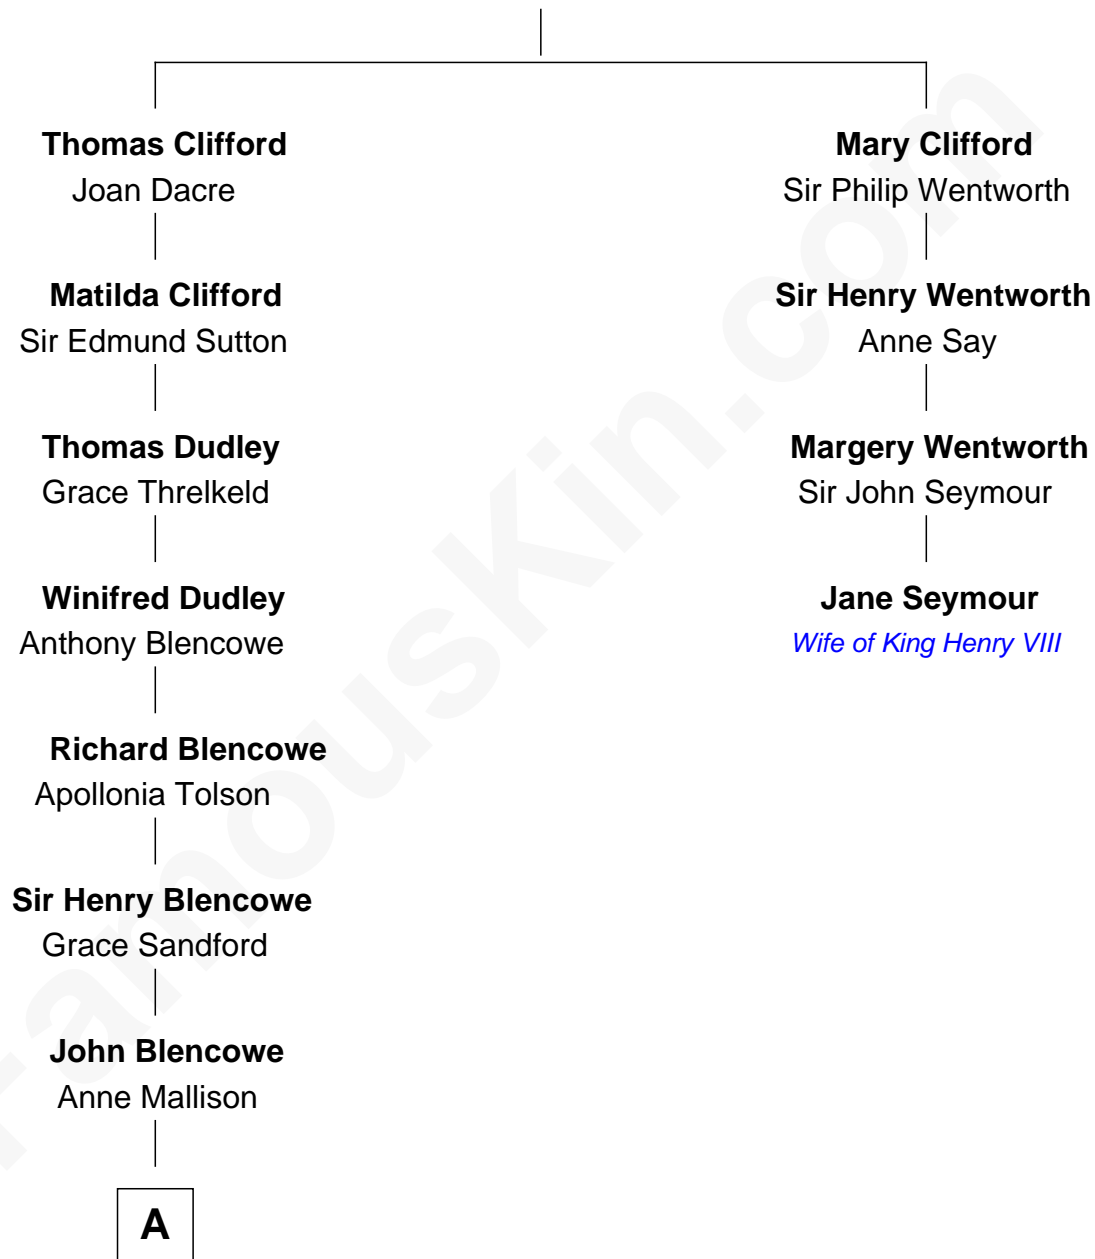 Thomas Clifford
Joan Dacre
Matilda Clifford
Sir Edmund Sutton
Thomas Dudley
Grace Threlkeld
Winifred Dudley
Anthony Blencowe
Richard Blencowe
Apollonia Tolson
Sir Henry Blencowe
Grace Sandford
John Blencowe
Anne Mallison
A
Mary Clifford
Sir Philip Wentworth
Sir Henry Wentworth
Anne Say
Margery Wentworth
Sir John Seymour
Jane Seymour
Wife of King Henry VIII
FamousKin.com